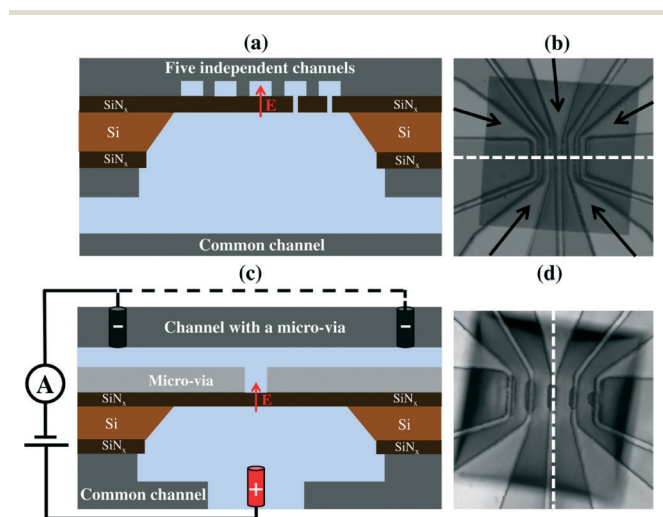 (a)
(b)
Five independent channels
SiNₓ
E
SiNₓ
Si
Si
SiNₓ
SiNₓ
Common channel
(c)
(d)
-
-
Channel with a micro-via
A
Micro-via
SiNₓ
E
SiNₓ
Si
Si
SiNₓ
SiNₓ
Common channel
+